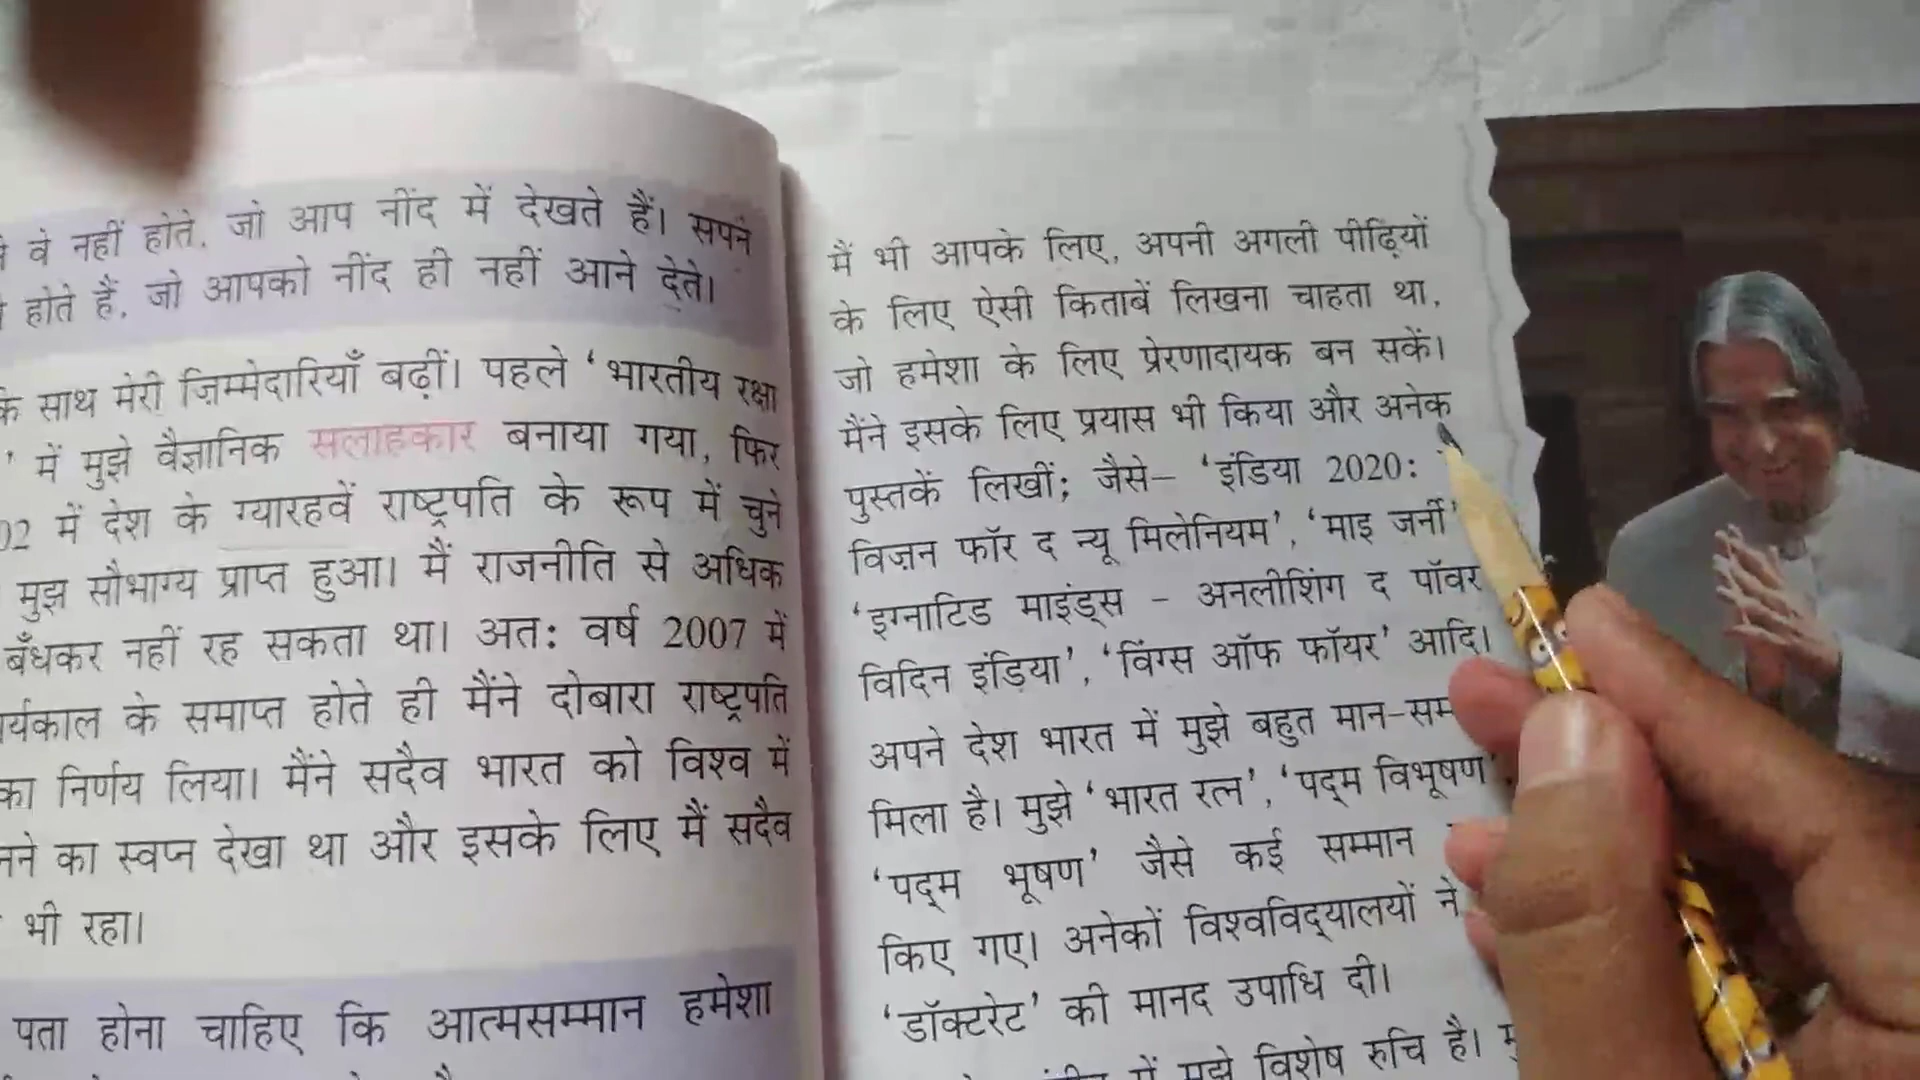 वे नहीं होते, जो आप नींद में देखते हैं। सपने
होते हैं, जो आपको नींद ही नहीं आने देते।
के साथ मेरी ज़िम्मेदारियाँ बढ़ीं। पहले ‘भारतीय रक्षा
’ में मुझे वैज्ञानिक सलाहकार बनाया गया, फिर
02 में देश के ग्यारहवें राष्ट्रपति के रूप में चुने
मुझ सौभाग्य प्राप्त हुआ। मैं राजनीति से अधिक
बँधकर नहीं रह सकता था। अतः वर्ष 2007 में
र्यकाल के समाप्त होते ही मैंने दोबारा राष्ट्रपति
का निर्णय लिया। मैंने सदैव भारत को विश्व में
नने का स्वप्न देखा था और इसके लिए मैं सदैव
भी रहा।
पता होना चाहिए कि आत्मसम्मान हमेशा
मैं भी आपके लिए, अपनी अगली पीढ़ियों
के लिए ऐसी किताबें लिखना चाहता था,
जो हमेशा के लिए प्रेरणादायक बन सकें।
मैंने इसके लिए प्रयास भी किया और अनेक
पुस्तकें लिखीं; जैसे– ‘इंडिया 2020:
विज़न फॉर द न्यू मिलेनियम’, ‘माइ जर्नी’
‘इग्नाटिड माइंड्स – अनलीशिंग द पॉवर
विदिन इंडिया’, ‘विंग्स ऑफ फॉयर’ आदि।
अपने देश भारत में मुझे बहुत मान-सम
मिला है। मुझे ‘भारत रत्न’, ‘पद्म विभूषण’,
‘पद्म भूषण’ जैसे कई सम्मान
किए गए। अनेकों विश्वविद्यालयों ने
‘डॉक्टरेट’ की मानद उपाधि दी।
में मुझे विशेष रुचि है।